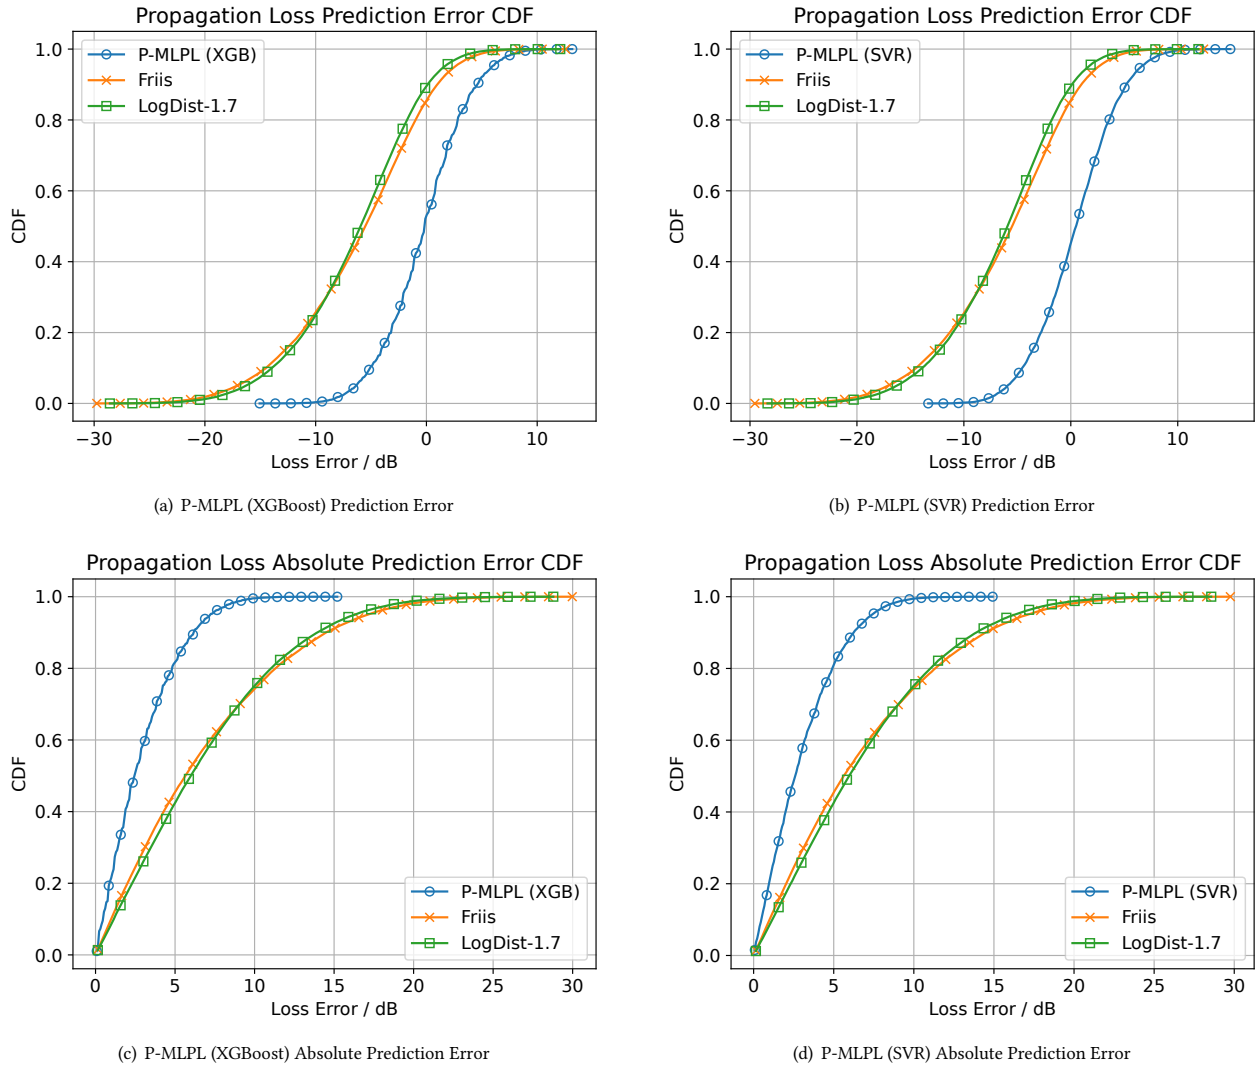 Propagation Loss Prediction Error CDF
P-MLPL (XGB)
Friis
LogDist-1.7
1.0
0.8
0.6
0.4
0.2
0.0
CDF
−30
−20
−10
0
10
Loss Error / dB
(a) P-MLPL (XGBoost) Prediction Error
Propagation Loss Prediction Error CDF
P-MLPL (SVR)
Friis
LogDist-1.7
1.0
0.8
0.6
0.4
0.2
0.0
CDF
−30
−20
−10
0
10
Loss Error / dB
(b) P-MLPL (SVR) Prediction Error
Propagation Loss Absolute Prediction Error CDF
1.0
0.8
0.6
0.4
0.2
0.0
CDF
P-MLPL (XGB)
Friis
LogDist-1.7
0
5
10
15
20
25
30
Loss Error / dB
(c) P-MLPL (XGBoost) Absolute Prediction Error
Propagation Loss Absolute Prediction Error CDF
1.0
0.8
0.6
0.4
0.2
0.0
CDF
P-MLPL (SVR)
Friis
LogDist-1.7
0
5
10
15
20
25
30
Loss Error / dB
(d) P-MLPL (SVR) Absolute Prediction Error